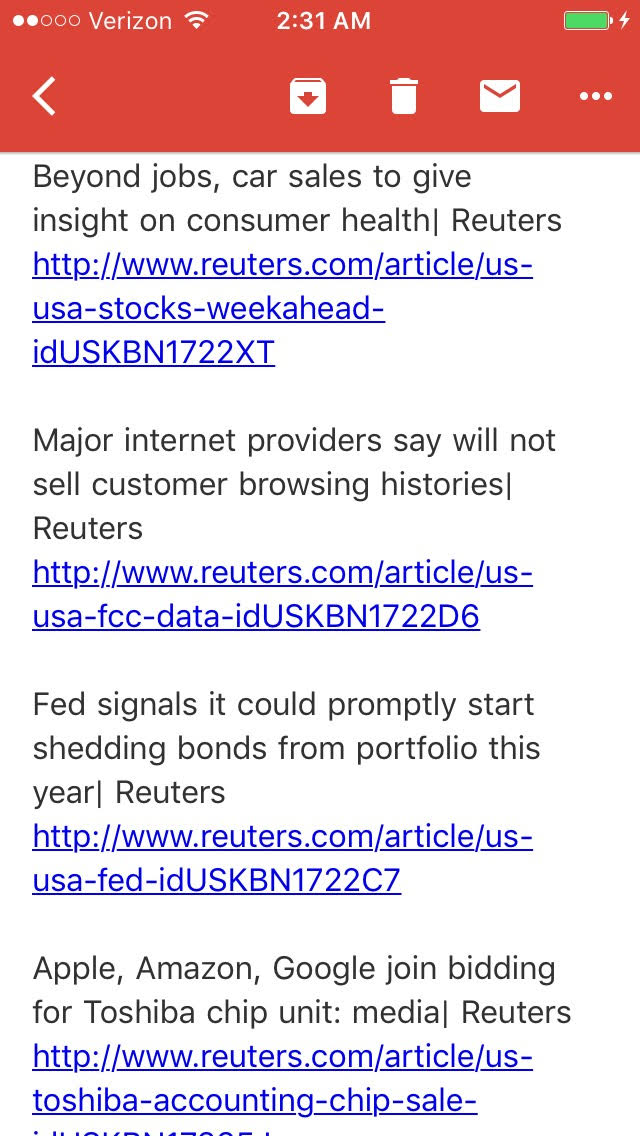 Verizon 2:31 AM
Beyond jobs, car sales to give
insight on consumer health| Reuters
http://www.reuters.com/article/us-
usa-stocks-weekahead-
idUSKBN1722XT
Major internet providers say will not
sell customer browsing histories|
Reuters
http://www.reuters.com/article/us-
usa-fcc-data-idUSKBN1722D6
Fed signals it could promptly start
shedding bonds from portfolio this
year| Reuters
http://www.reuters.com/article/us-
usa-fed-idUSKBN1722C7
Apple, Amazon, Google join bidding
for Toshiba chip unit: media| Reuters
http://www.reuters.com/article/us-
toshiba-accounting-chip-sale-